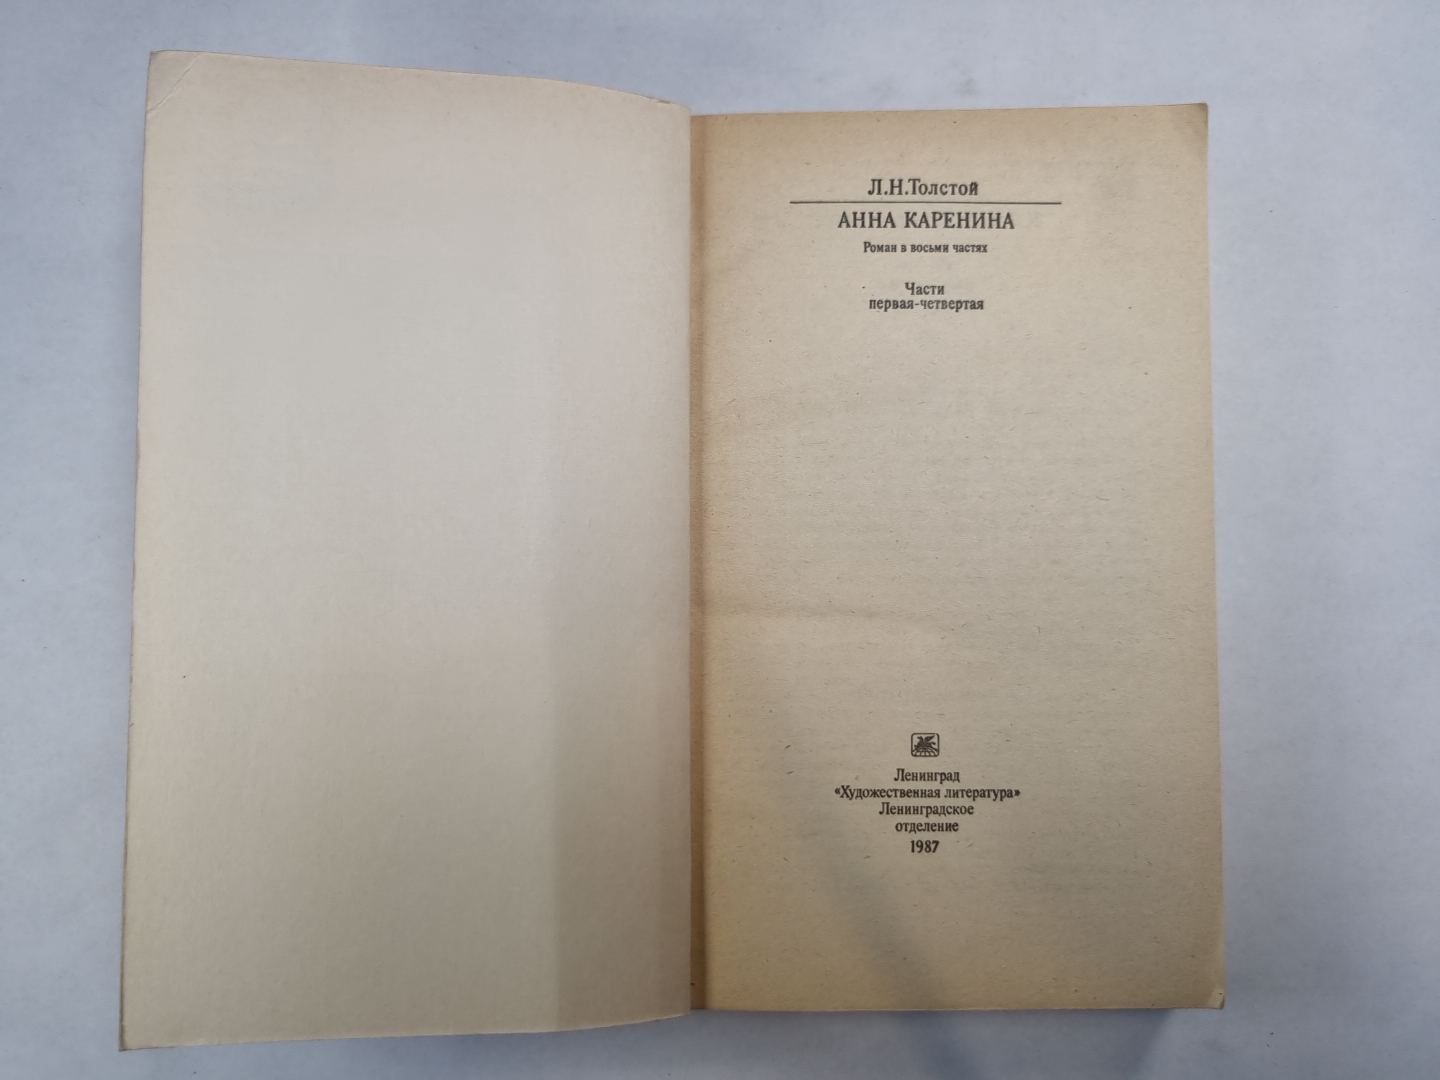 Л.Н.Толстой
АННА КАРЕНИНА
Роман в восьми частях
Части
первая-четвертая
Ленинград
«Художественная литература»
Ленинградское
отделение
1987